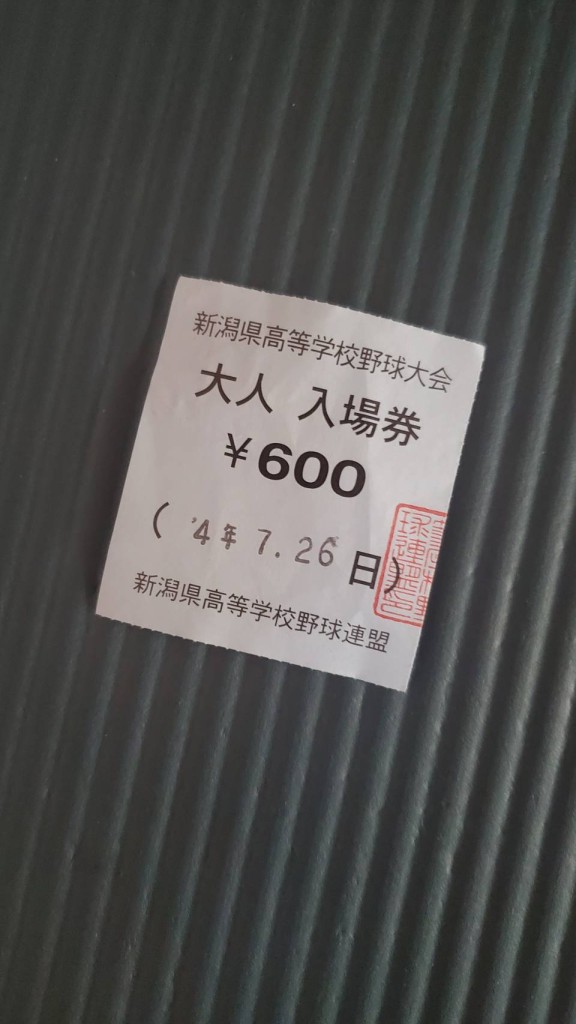 新潟県高等学校野球大会
大人 入場券
¥600
( '4年 7.26 日)
新潟県高等学校野球連盟